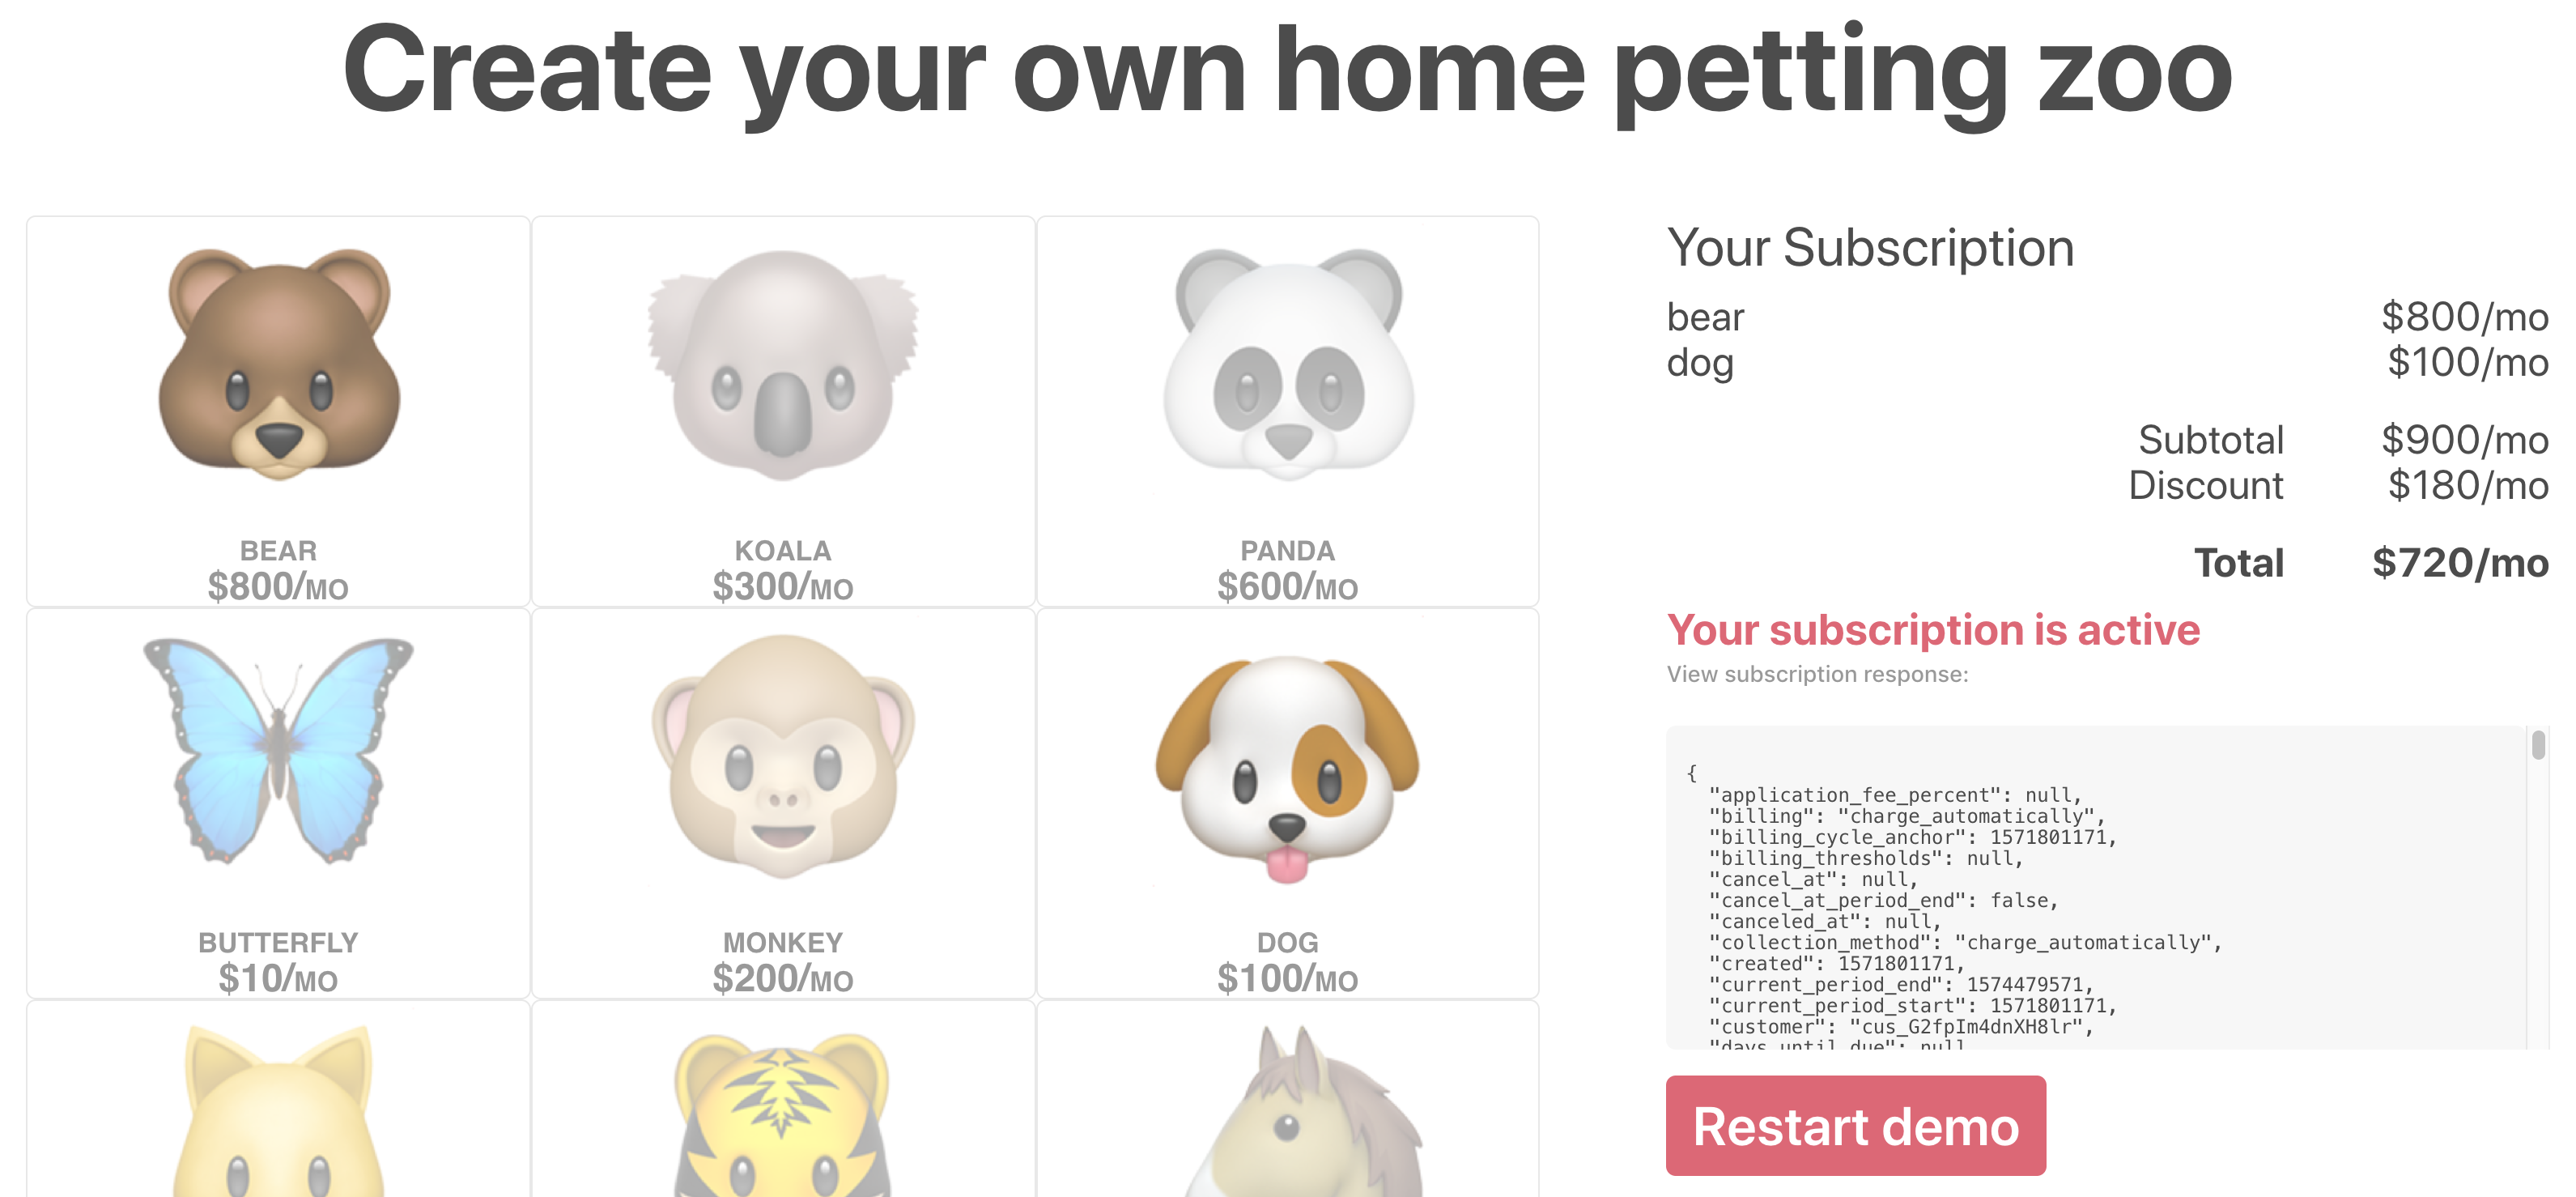 Create your own home petting zoo
BEAR
$800/MO
KOALA
$300/MO
PANDA
$600/MO
BUTTERFLY
$10/MO
MONKEY
$200/MO
DOG
$100/MO
Your Subscription
bear $800/mo
dog $100/mo
Subtotal $900/mo
Discount $180/mo
Total $720/mo
Your subscription is active
View subscription response:
{
"application_fee_percent": null,
"billing": "charge_automatically",
"billing_cycle_anchor": 1571801171,
"billing_thresholds": null,
"cancel_at": null,
"cancel_at_period_end": false,
"canceled_at": null,
"collection_method": "charge_automatically",
"created": 1571801171,
"current_period_end": 1574479571,
"current_period_start": 1571801171,
"customer": "cus_G2fpIm4dnXH8lr",
"days_until_due": null
Restart demo